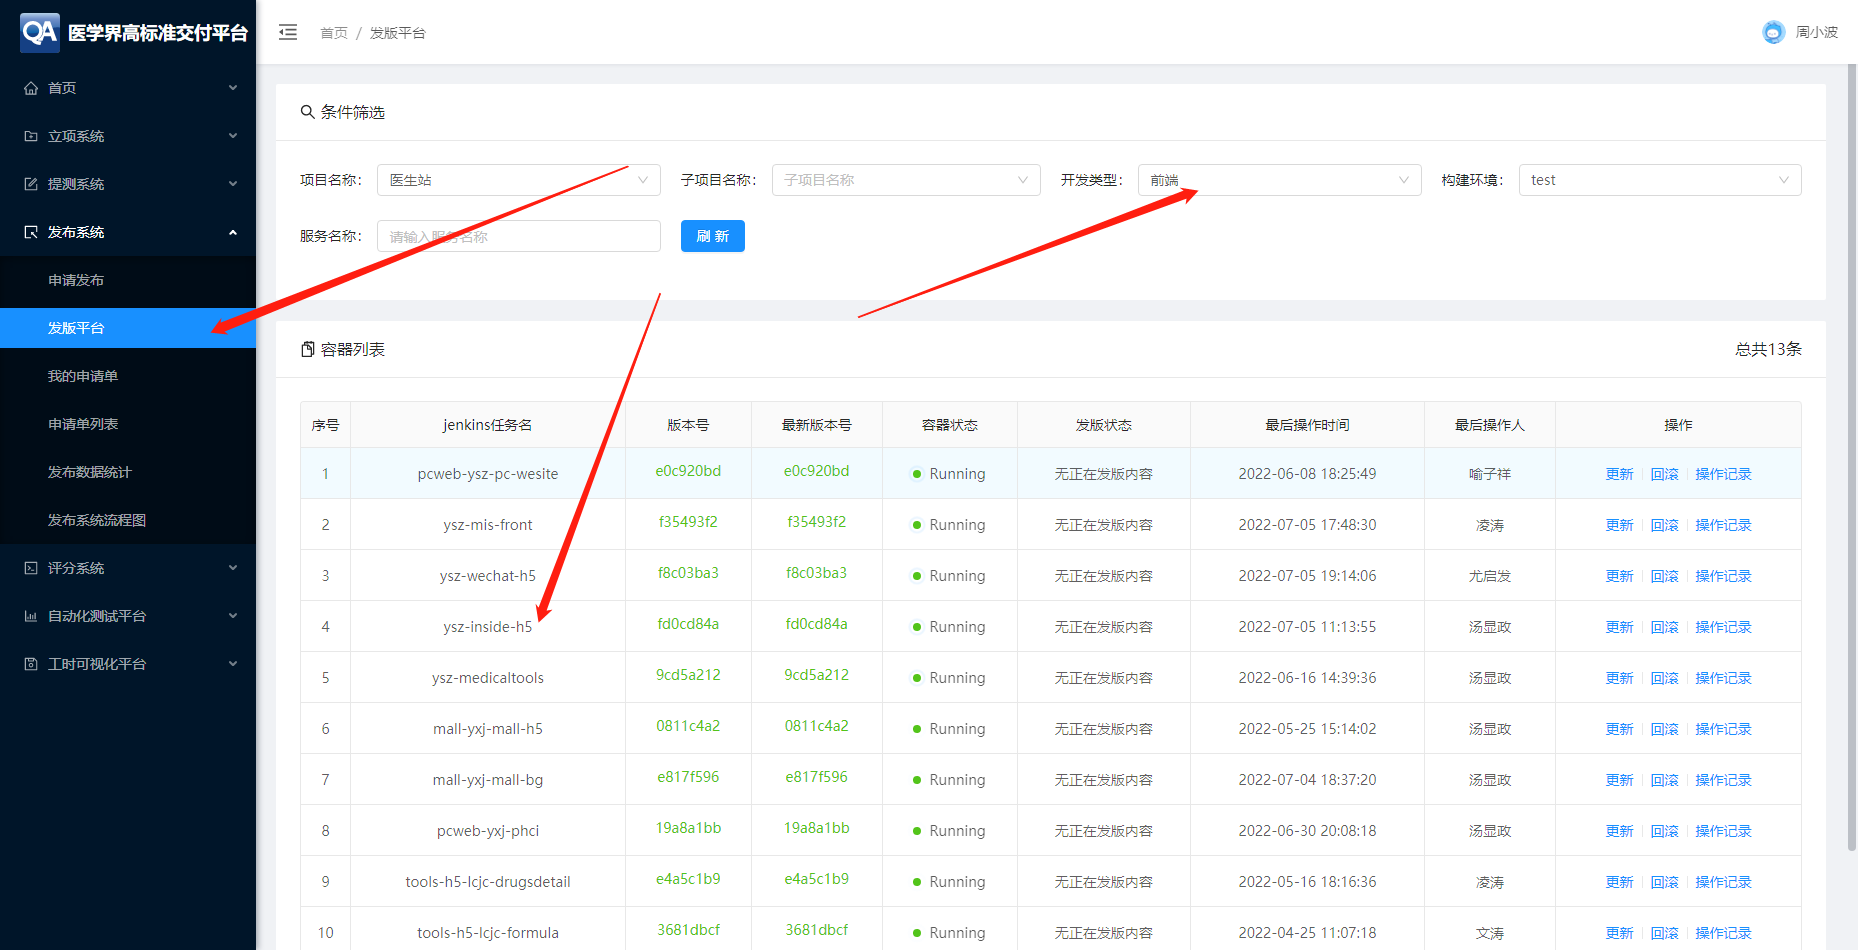 QA 医学界高标准交付平台
首页 / 发版平台
周小波
首页
立项系统
提测系统
发布系统
申请发布
发版平台
我的申请单
申请单列表
发布数据统计
发布系统流程图
评分系统
自动化测试平台
工时可视化平台
条件筛选
项目名称: 医生站 子项目名称: 子项目名称 开发类型: 前端 构建环境: test
服务名称: 请输入服务名称 刷 新
容器列表 总共13条
序号 jenkins任务名 版本号 最新版本号 容器状态 发版状态 最后操作时间 最后操作人 操作
1 pcweb-ysz-pc-wesite e0c920bd e0c920bd Running 无正在发版内容 2022-06-08 18:25:49 喻子祥 更新 回滚 操作记录
2 ysz-mis-front f35493f2 f35493f2 Running 无正在发版内容 2022-07-05 17:48:30 凌涛 更新 回滚 操作记录
3 ysz-wechat-h5 f8c03ba3 f8c03ba3 Running 无正在发版内容 2022-07-05 19:14:06 尤启发 更新 回滚 操作记录
4 ysz-inside-h5 fd0cd84a fd0cd84a Running 无正在发版内容 2022-07-05 11:13:55 汤显政 更新 回滚 操作记录
5 ysz-medicaltools 9cd5a212 9cd5a212 Running 无正在发版内容 2022-06-16 14:39:36 汤显政 更新 回滚 操作记录
6 mall-yxj-mall-h5 0811c4a2 0811c4a2 Running 无正在发版内容 2022-05-25 15:14:02 汤显政 更新 回滚 操作记录
7 mall-yxj-mall-bg e817f596 e817f596 Running 无正在发版内容 2022-07-04 18:37:20 汤显政 更新 回滚 操作记录
8 pcweb-yxj-phci 19a8a1bb 19a8a1bb Running 无正在发版内容 2022-06-30 20:08:18 汤显政 更新 回滚 操作记录
9 tools-h5-lcjc-drugsdetail e4a5c1b9 e4a5c1b9 Running 无正在发版内容 2022-05-16 18:16:36 凌涛 更新 回滚 操作记录
10 tools-h5-lcjc-formula 3681dbcf 3681dbcf Running 无正在发版内容 2022-04-25 11:07:18 文涛 更新 回滚 操作记录